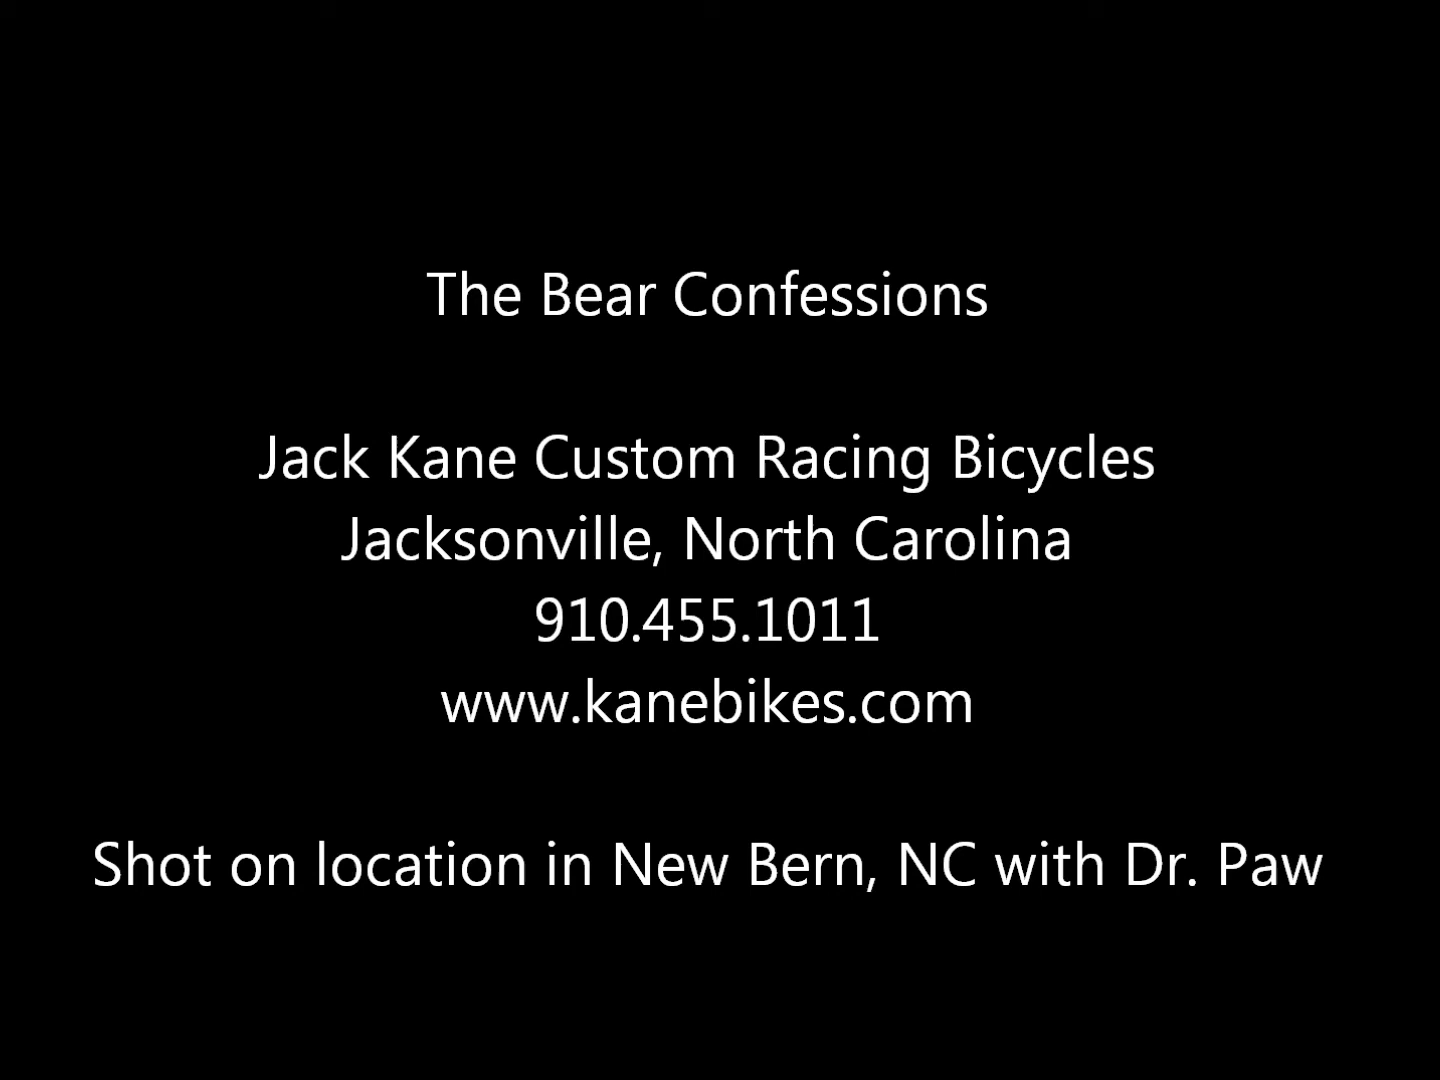 The Bear Confessions
Jack Kane Custom Racing Bicycles
Jacksonville, North Carolina
910.455.1011
www.kanebikes.com
Shot on location in New Bern, NC with Dr. Paw